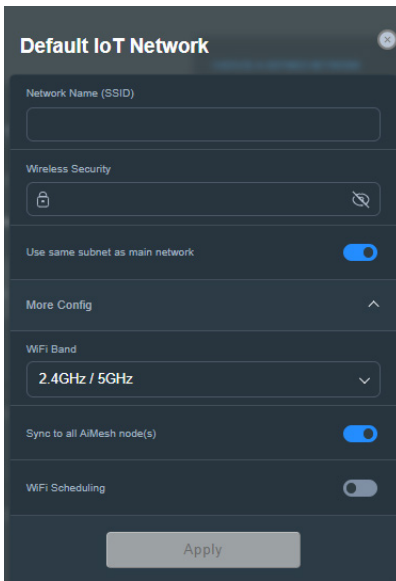 Default IoT Network
Network Name (SSID)
Wireless Security
Use same subnet as main network
More Config
WiFi Band
2.4GHz / 5GHz
Sync to all AiMesh node(s)
WiFi Scheduling
Apply